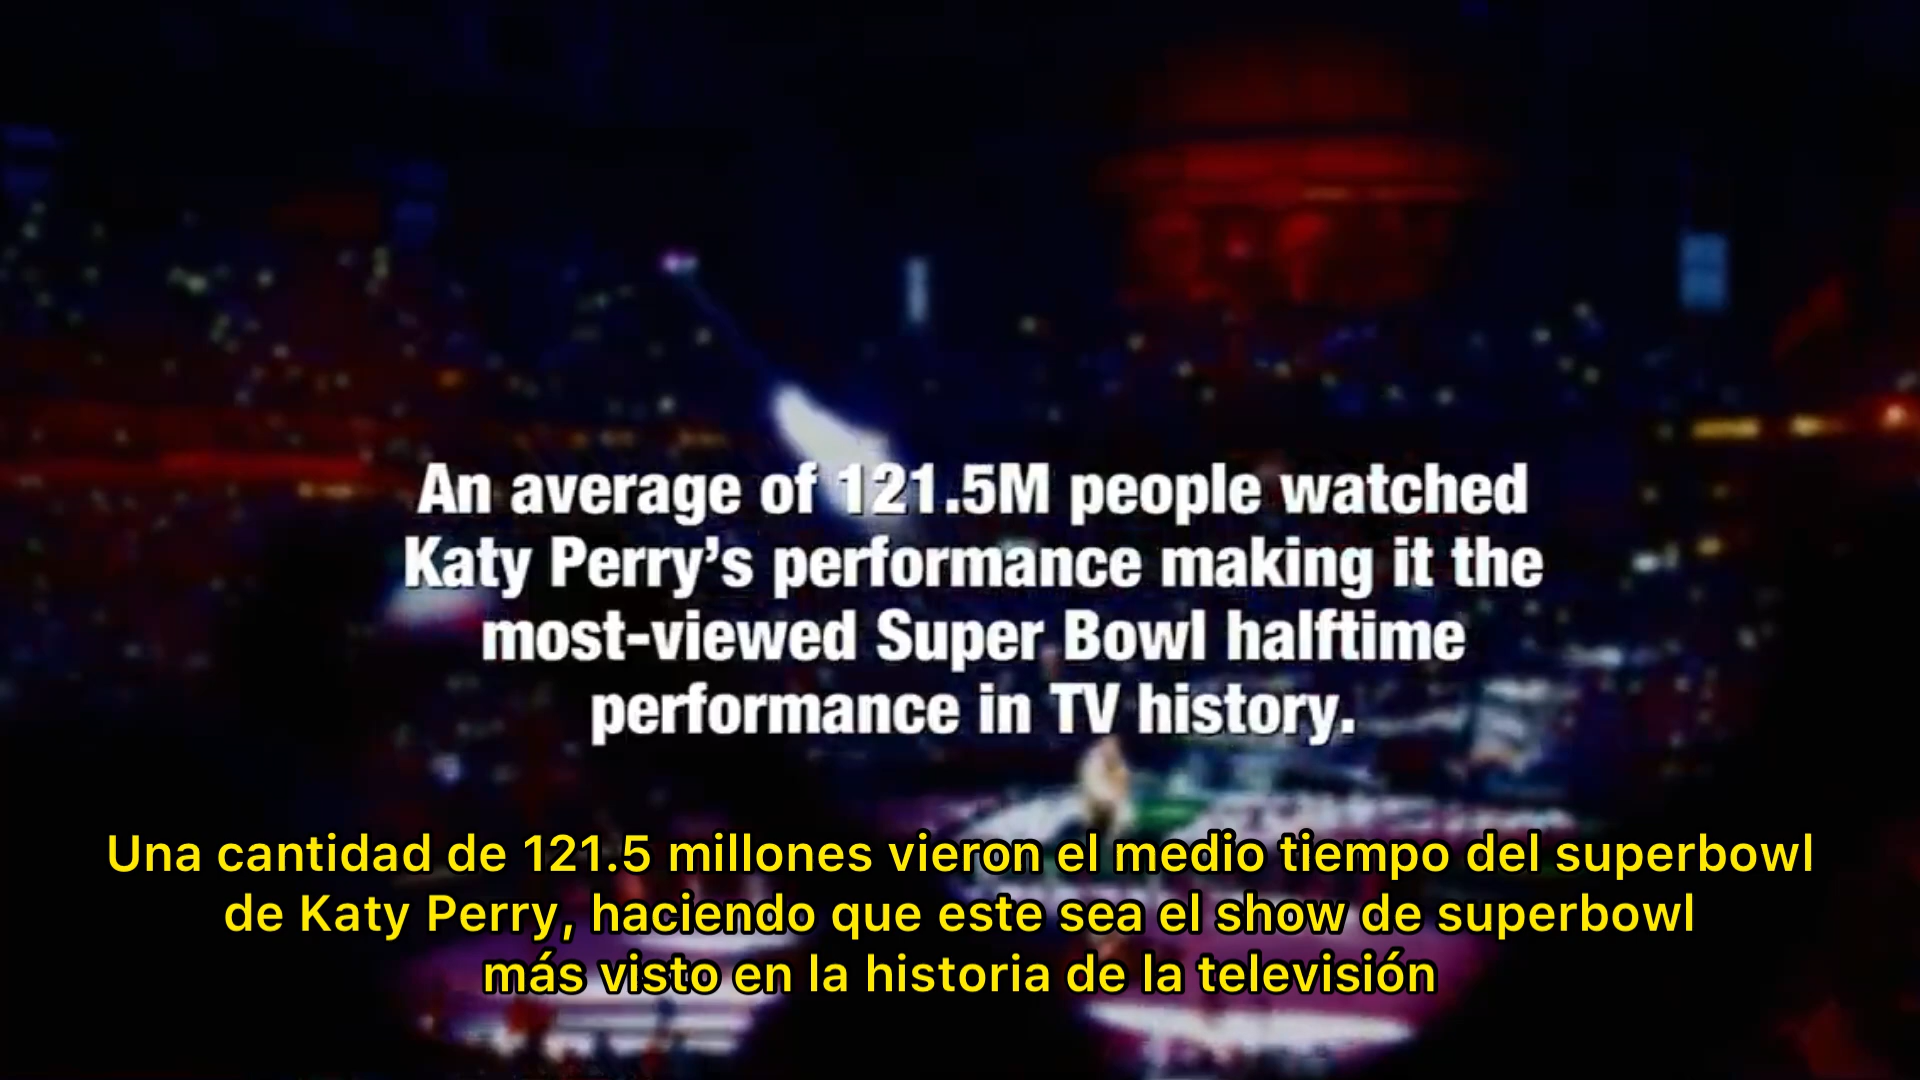 An average of 121.5M people watched
Katy Perry’s performance making it the
most-viewed Super Bowl halftime
performance in TV history.
Una cantidad de 121.5 millones vieron el medio tiempo del superbowl
de Katy Perry, haciendo que este sea el show de superbowl
más visto en la historia de la televisión